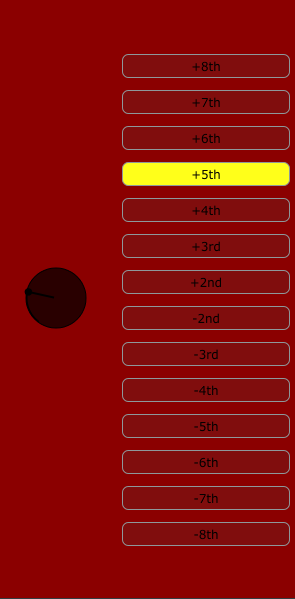 +8th
+7th
+6th
+5th
+4th
+3rd
+2nd
-2nd
-3rd
-4th
-5th
-6th
-7th
-8th